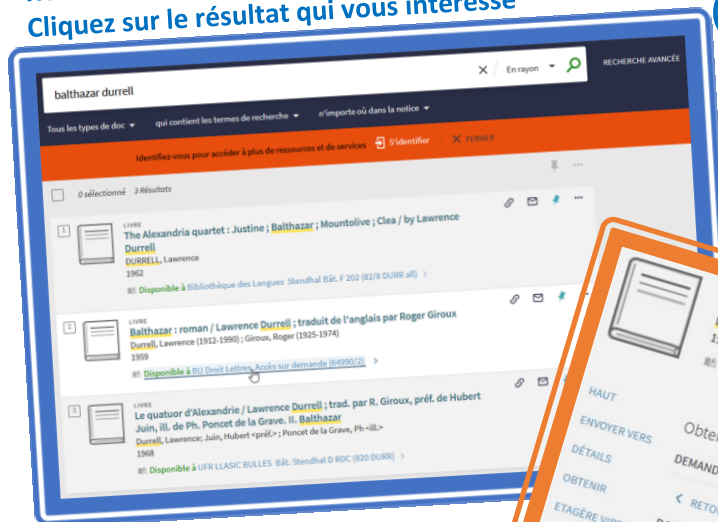 Cliquez sur le résultat qui vous intéresse
balthazar durrell
En rayon
RECHERCHE AVANCÉE
Tous les types de doc
qui contient les termes de recherche
n'importe où dans la notice
Identifiez-vous pour accéder à plus de ressources et de services
S'identifier
FERMER
0 sélectionné 3 Résultats
1
LIVRE
The Alexandria quartet : Justine ; Balthazar ; Mountolive ; Clea / by Lawrence
Durrell
DURRELL, Lawrence
1962
Disponible à Bibliothèque des Langues Stendhal Bât. F 202 (82/8 DURR all) >
2
LIVRE
Balthazar : roman / Lawrence Durrell ; traduit de l'anglais par Roger Giroux
Durrell, Lawrence (1912-1990) ; Giroux, Roger (1925-1974)
1959
Disponible à BU Droit Lettres, Accès sur demande (64990/2) >
3
LIVRE
Le quatuor d'Alexandrie / Lawrence Durrell ; trad. par R. Giroux, préf. de Hubert
Juin, ill. de Ph. Poncet de la Grave. II. Balthazar
Durrell, Lawrence; Juin, Hubert <préf.> ; Poncet de la Grave, Ph <ill.>
1968
Disponible à UFR LLASIC BULLES Bât. Stendhal D RDC (820 DURR) >
HAUT
ENVOYER VERS
DÉTAILS
OBTENIR
Obte
DEMAND
RETO